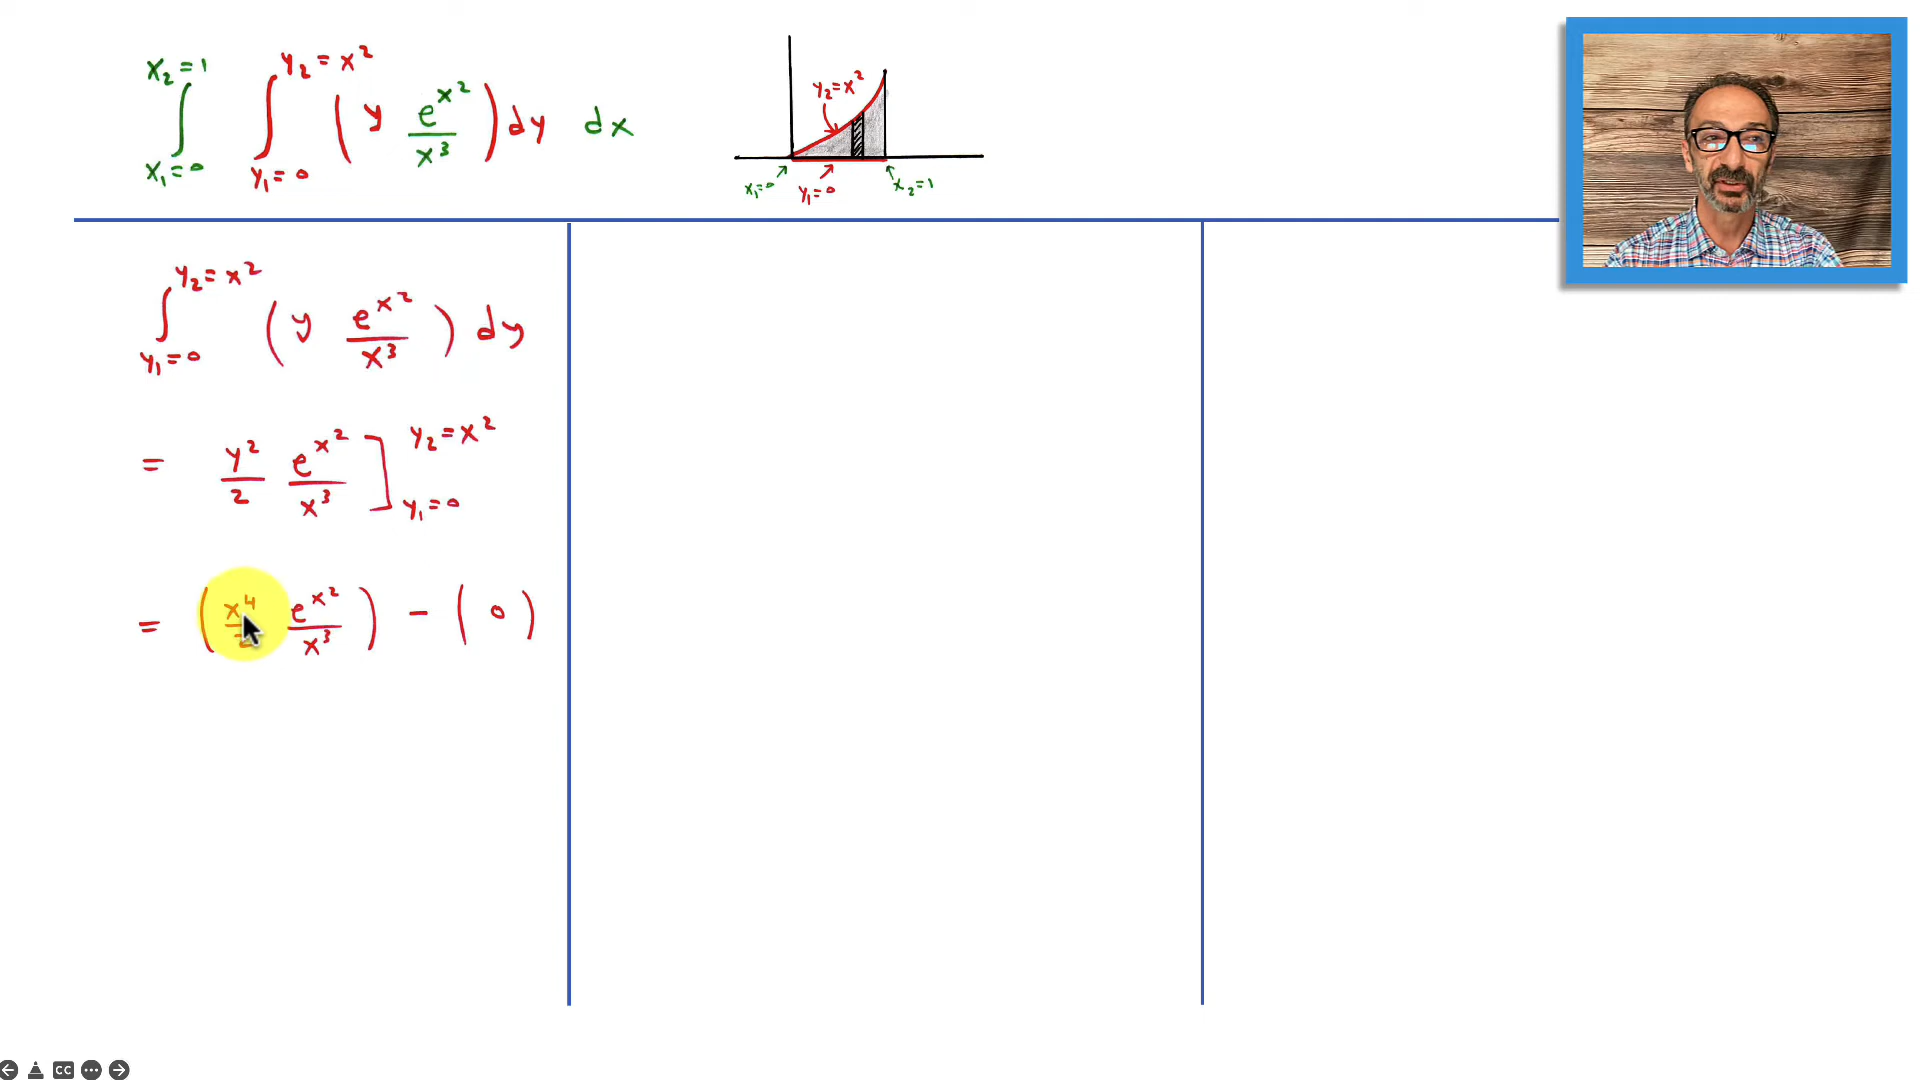 ∫_{x₁=0}^{x₂=1} ∫_{y₁=0}^{y₂=x²} ( y e^{x²}/x³ ) dy dx
y₂=x²
x₁=0 y₁=0 x₂=1
∫_{y₁=0}^{y₂=x²} ( y e^{x²}/x³ ) dy
= y²/2 e^{x²}/x³ ]_{y₁=0}^{y₂=x²}
= ( x⁴/2 e^{x²}/x³ ) - ( 0 )
CC